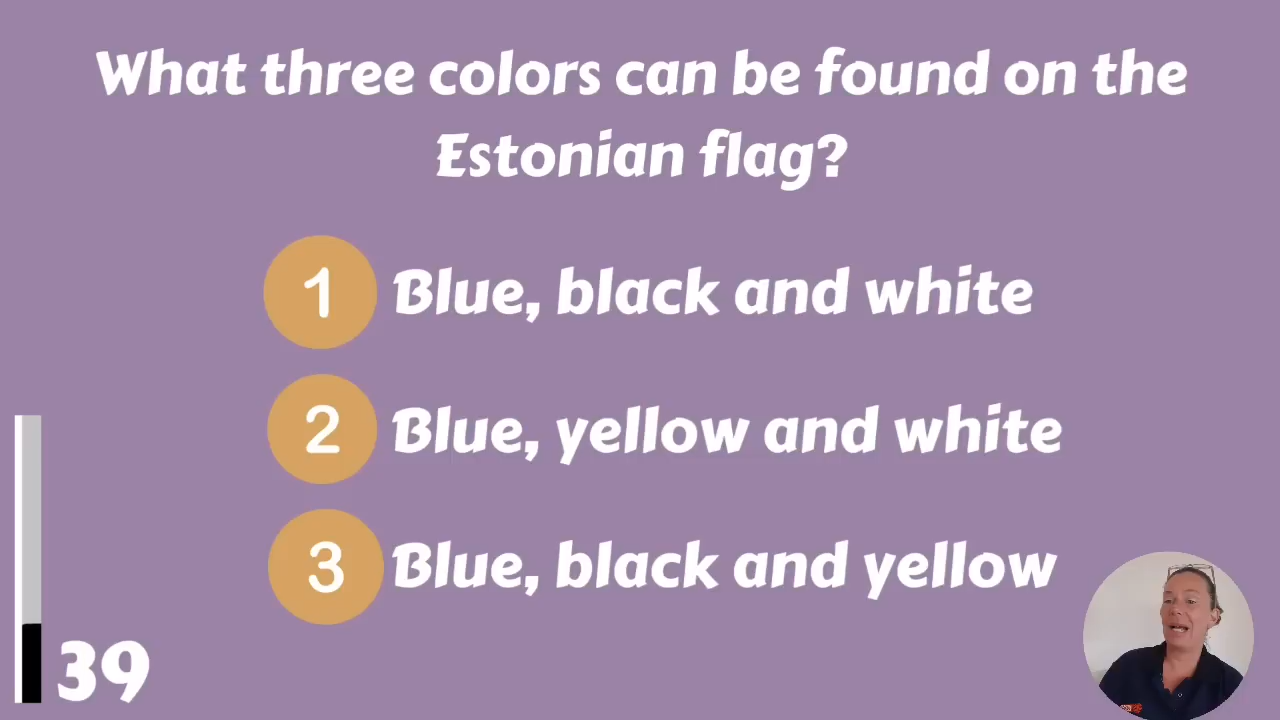 What three colors can be found on the
Estonian flag?
1 Blue, black and white
2 Blue, yellow and white
3 Blue, black and yellow
39